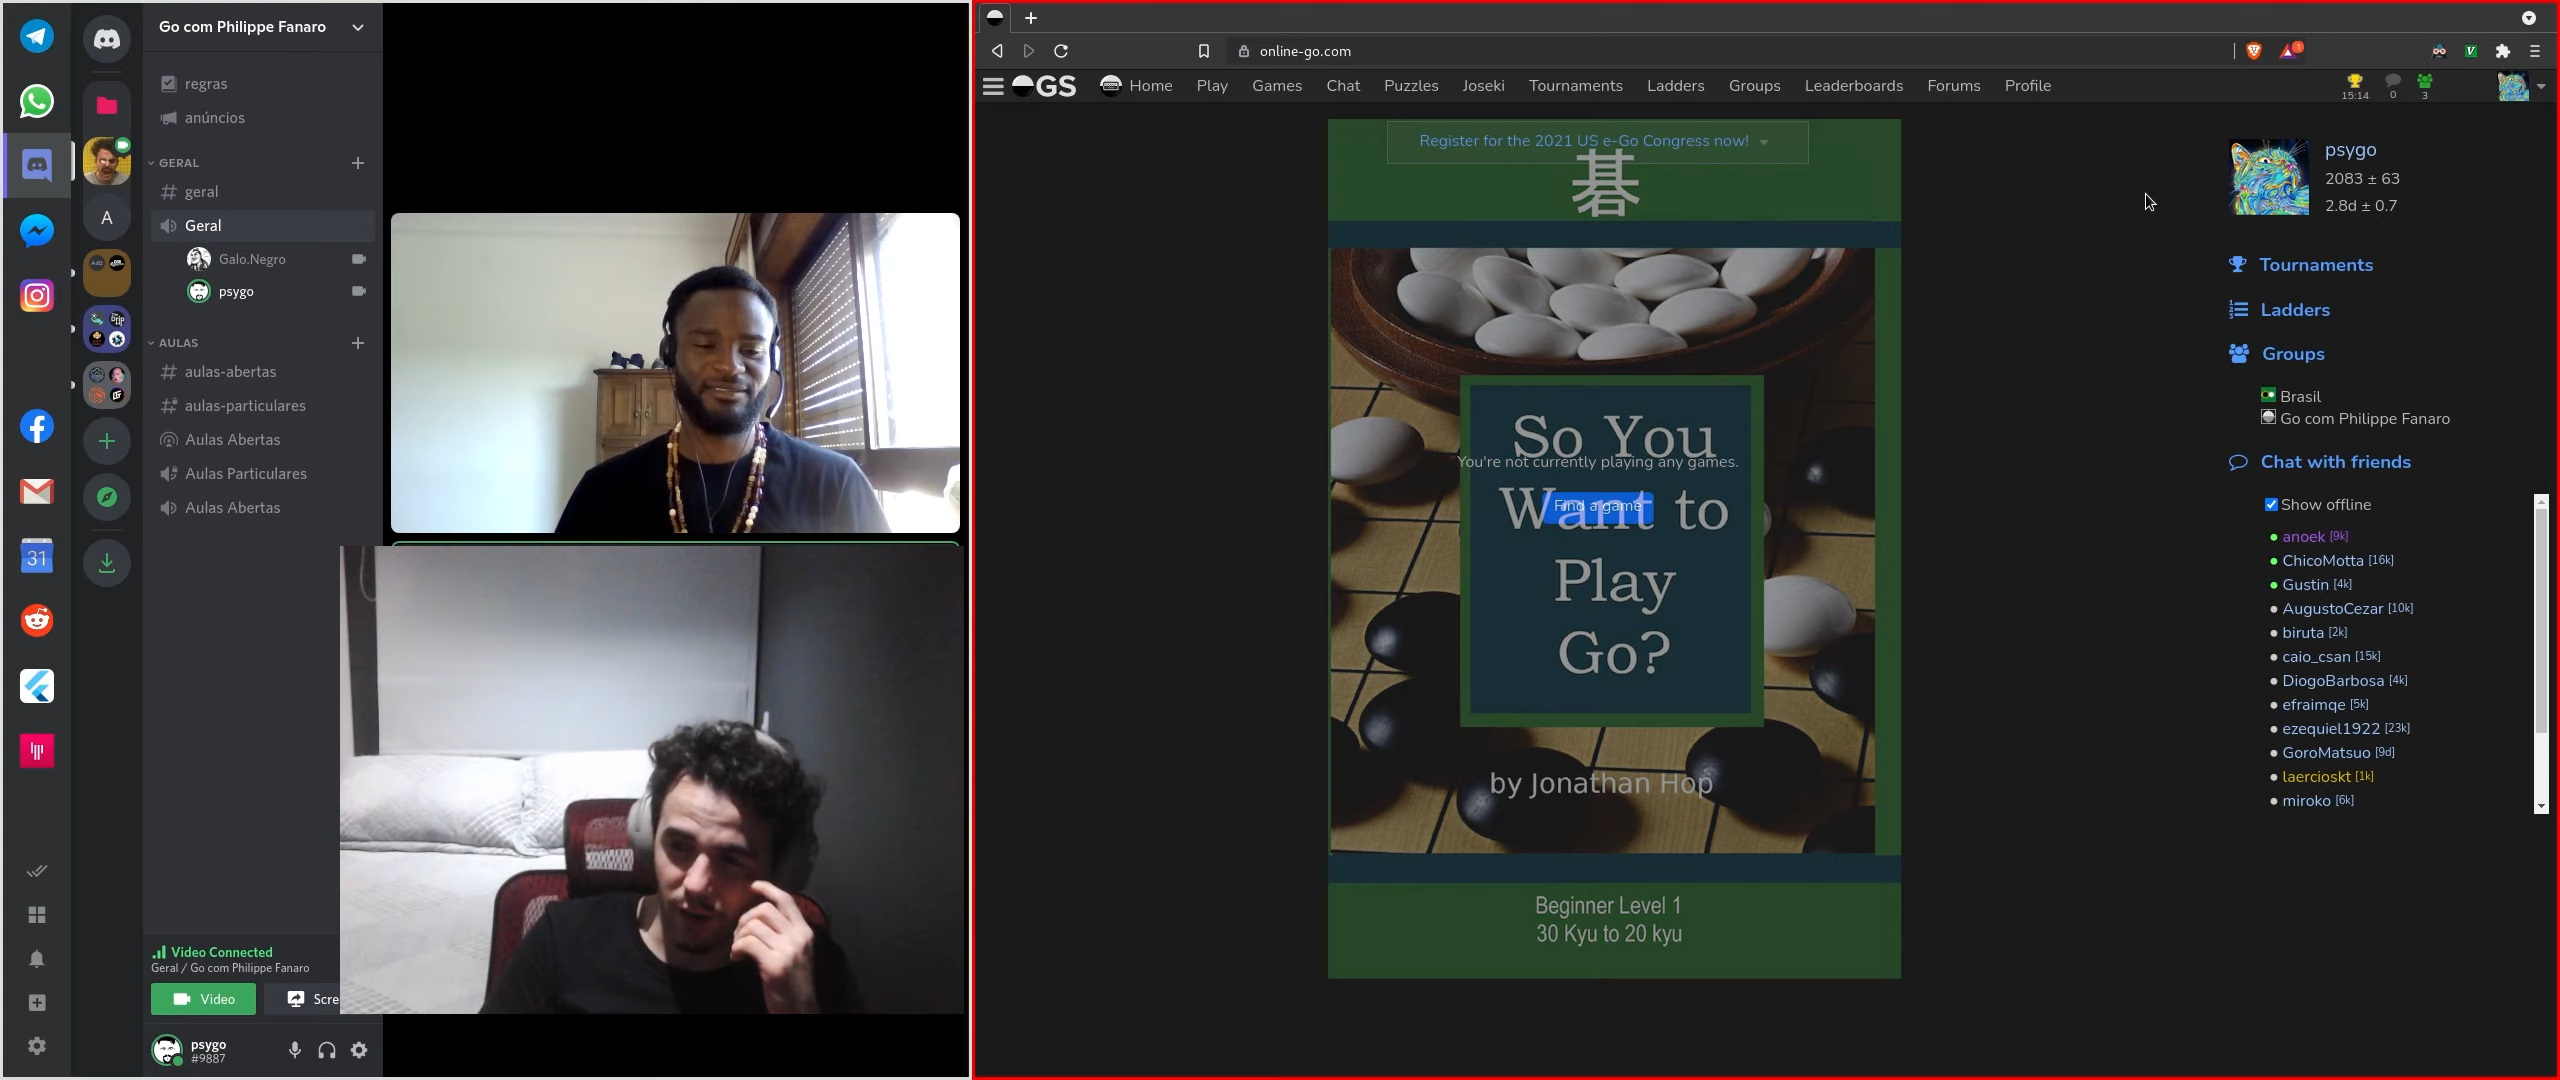 Go com Philippe Fanaro
regras
anúncios
GERAL
geral
Geral
Galo.Negro
psygo
AULAS
aulas-abertas
aulas-particulares
Aulas Abertas
Aulas Particulares
Aulas Abertas
A
31
Video Connected
Geral / Go com Philippe Fanaro
Video
Scre
psygo
#9887
online-go.com
1
GS
Home Play Games Chat Puzzles Joseki Tournaments Ladders Groups Leaderboards Forums Profile
15:14 0 3
Register for the 2021 US e-Go Congress now!
碁
So You
You're not currently playing any games.
Want to
Find a game
Play
Go?
by Jonathan Hop
Beginner Level 1
30 Kyu to 20 kyu
psygo
2083 ± 63
2.8d ± 0.7
Tournaments
Ladders
Groups
Brasil
Go com Philippe Fanaro
Chat with friends
Show offline
anoek [9k]
ChicoMotta [16k]
Gustin [4k]
AugustoCezar [10k]
biruta [2k]
caio_csan [15k]
DiogoBarbosa [4k]
efraimqe [5k]
ezequiel1922 [23k]
GoroMatsuo [9d]
laercioskt [1k]
miroko [6k]